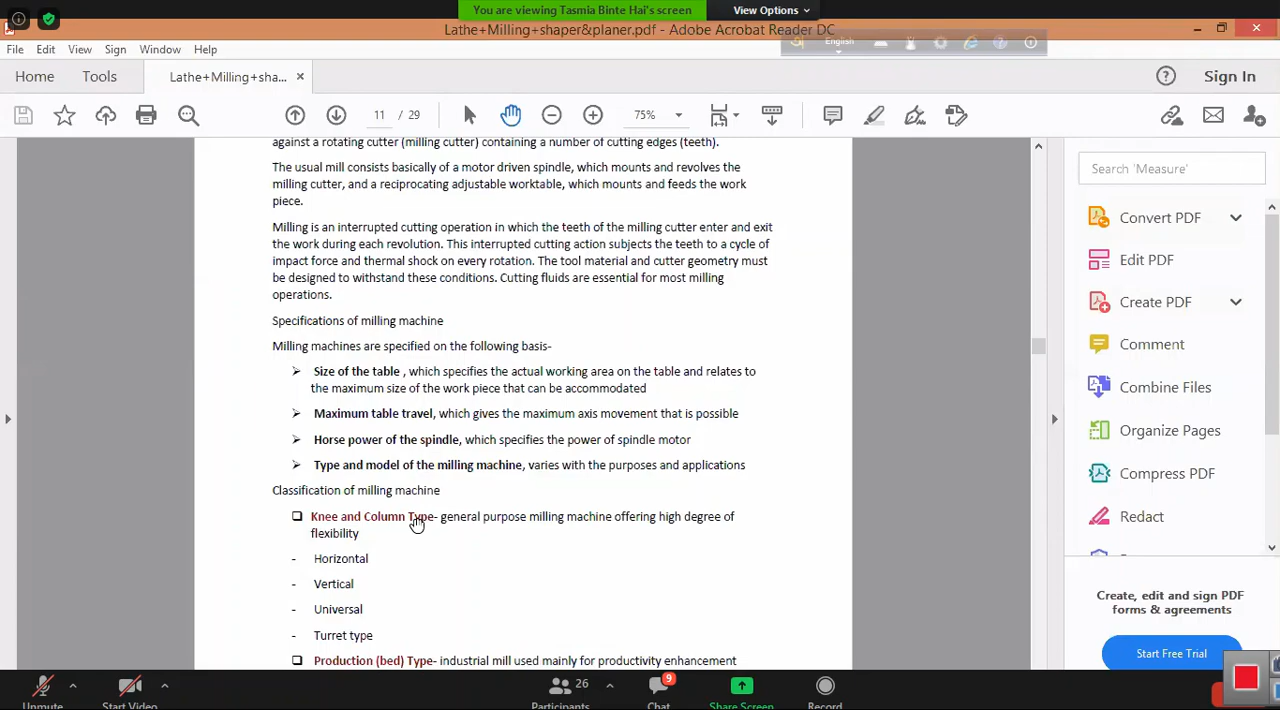 You are viewing Tasmia Binte Hai's screen
View Options
Lathe+Milling+shaper&planer.pdf - Adobe Acrobat Reader DC
English
File Edit View Sign Window Help
Home Tools Lathe+Milling+sha... × Sign In
11 / 29 75%
against a rotating cutter (milling cutter) containing a number of cutting edges (teeth).
The usual mill consists basically of a motor driven spindle, which mounts and revolves the
milling cutter, and a reciprocating adjustable worktable, which mounts and feeds the work
piece.
Milling is an interrupted cutting operation in which the teeth of the milling cutter enter and exit
the work during each revolution. This interrupted cutting action subjects the teeth to a cycle of
impact force and thermal shock on every rotation. The tool material and cutter geometry must
be designed to withstand these conditions. Cutting fluids are essential for most milling
operations.
Specifications of milling machine
Milling machines are specified on the following basis-
➢ Size of the table , which specifies the actual working area on the table and relates to
the maximum size of the work piece that can be accommodated
➢ Maximum table travel, which gives the maximum axis movement that is possible
➢ Horse power of the spindle, which specifies the power of spindle motor
➢ Type and model of the milling machine, varies with the purposes and applications
Classification of milling machine
❑ Knee and Column Type- general purpose milling machine offering high degree of
flexibility
- Horizontal
- Vertical
- Universal
- Turret type
❑ Production (bed) Type- industrial mill used mainly for productivity enhancement
Search 'Measure'
Convert PDF
Edit PDF
Create PDF
Comment
Combine Files
Organize Pages
Compress PDF
Redact
Create, edit and sign PDF
forms & agreements
Start Free Trial
Unmute
Start Video
26
Participants
9
Chat
Share Screen
Record